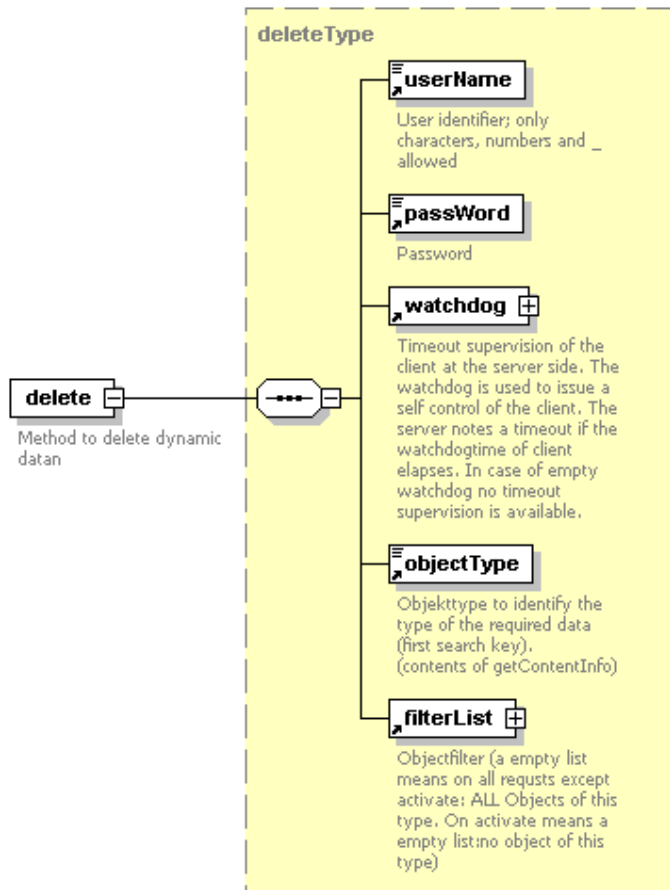 deleteType
userName
User identifier; only
characters, numbers and _
allowed
passWord
Password
watchdog
Timeout supervision of the
client at the server side. The
watchdog is used to issue a
self control of the client. The
server notes a timeout if the
watchdogtime of client
elapses. In case of empty
watchdog no timeout
supervision is available.
delete
Method to delete dynamic
datan
objectType
Objekttype to identify the
type of the required data
(first search key).
(contents of getContentInfo)
filterList
Objectfilter (a empty list
means on all requsts except
activate: ALL Objects of this
type. On activate means a
empty list:no object of this
type)